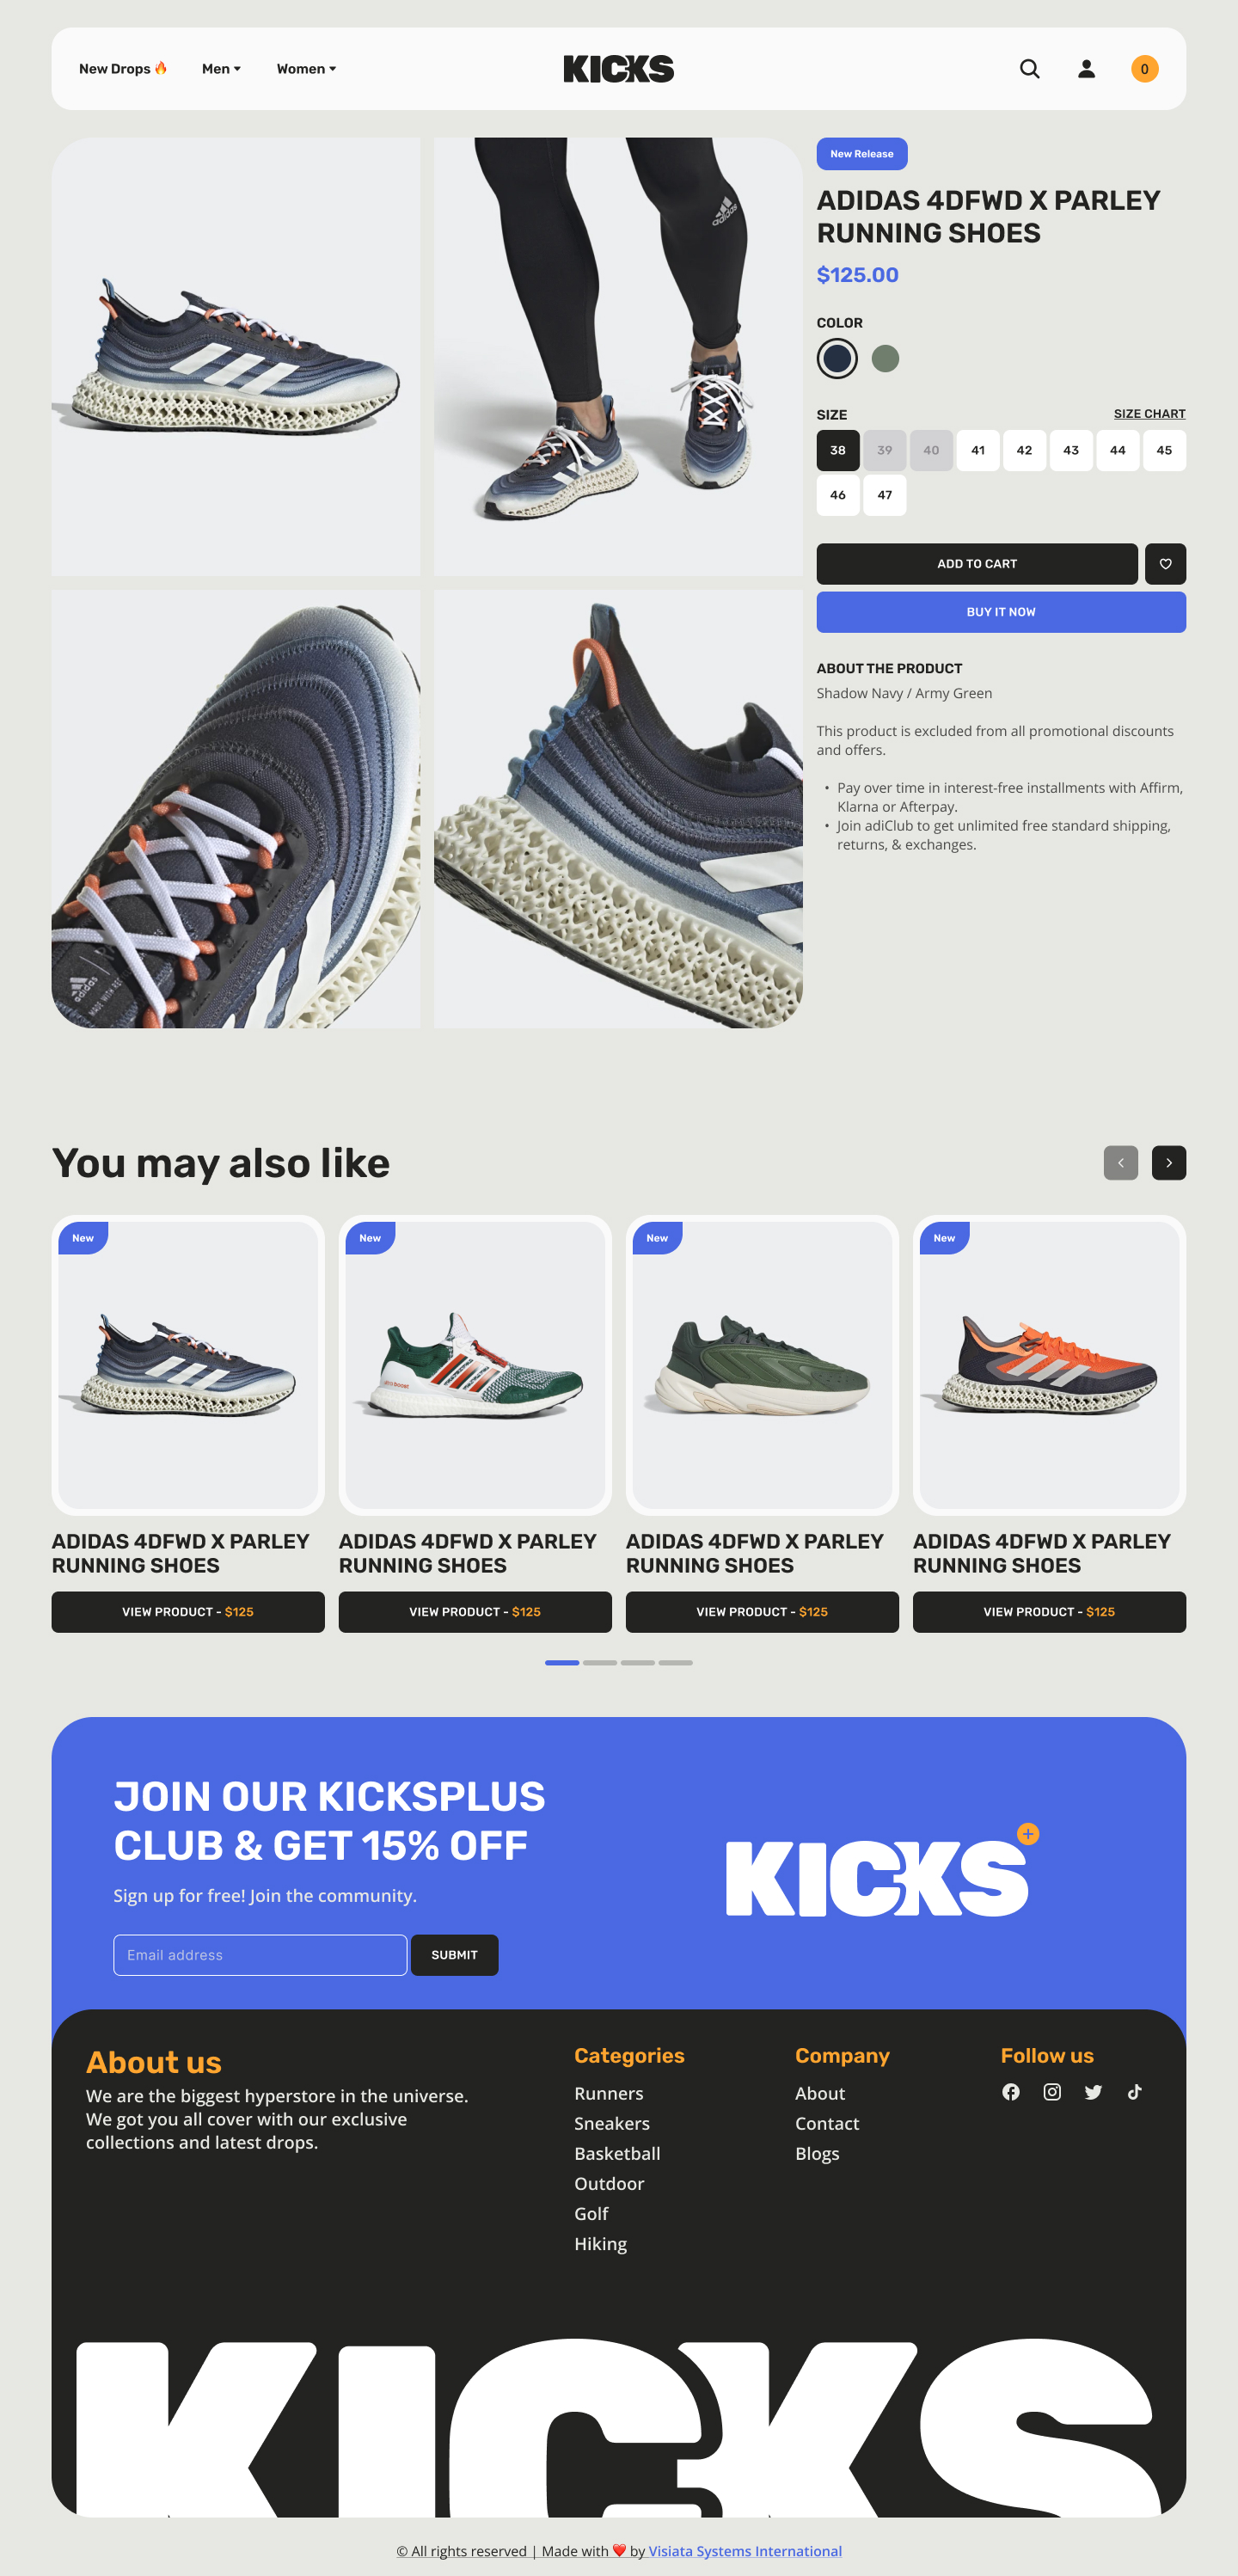 New Drops 🔥
Men
Women
KICKS
0
adidas
New Release
ADIDAS 4DFWD X PARLEY
RUNNING SHOES
$125.00
COLOR
SIZE
SIZE CHART
38
39
40
41
42
43
44
45
46
47
ADD TO CART
BUY IT NOW
ABOUT THE PRODUCT
Shadow Navy / Army Green
This product is excluded from all promotional discounts
and offers.
• Pay over time in interest-free installments with Affirm,
Klarna or Afterpay.
• Join adiClub to get unlimited free standard shipping,
returns, & exchanges.
adidas
MADE WITH
You may also like
New
New
New
New
ADIDAS 4DFWD X PARLEY
RUNNING SHOES
VIEW PRODUCT - $125
ADIDAS 4DFWD X PARLEY
RUNNING SHOES
VIEW PRODUCT - $125
ADIDAS 4DFWD X PARLEY
RUNNING SHOES
VIEW PRODUCT - $125
ADIDAS 4DFWD X PARLEY
RUNNING SHOES
VIEW PRODUCT - $125
JOIN OUR KICKSPLUS
CLUB & GET 15% OFF
Sign up for free! Join the community.
Email address
SUBMIT
KICKS+
About us
We are the biggest hyperstore in the universe.
We got you all cover with our exclusive
collections and latest drops.
Categories
Runners
Sneakers
Basketball
Outdoor
Golf
Hiking
Company
About
Contact
Blogs
Follow us
KICKS
© All rights reserved | Made with ❤️ by Visiata Systems International